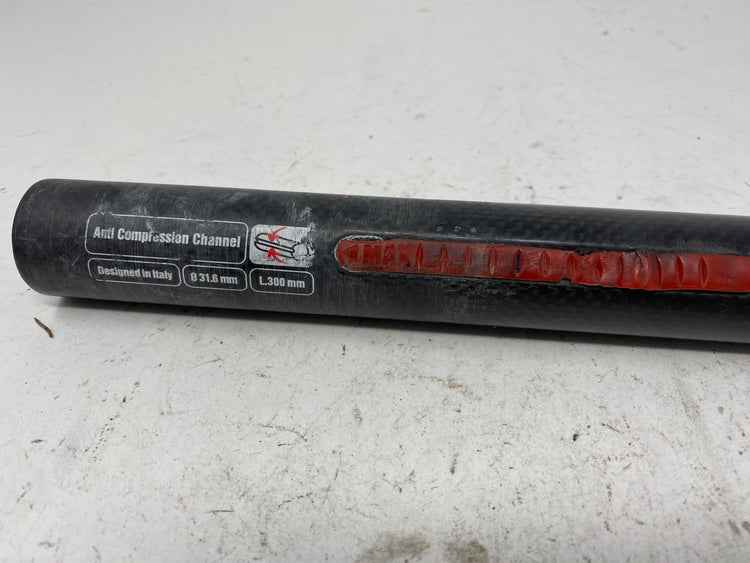 Anti Compression Channel
Designed in Italy
Ø 31.6 mm
L.300 mm